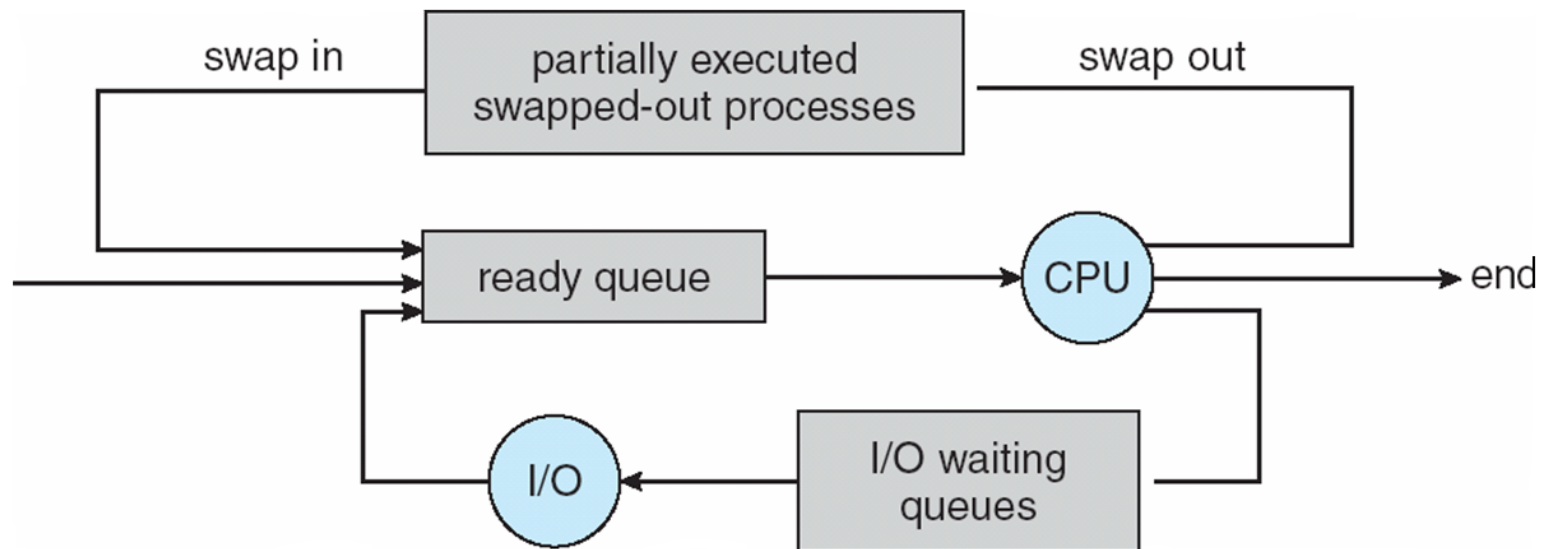 swap in
partially executed
swapped-out processes
swap out
ready queue
CPU
end
I/O
I/O waiting
queues